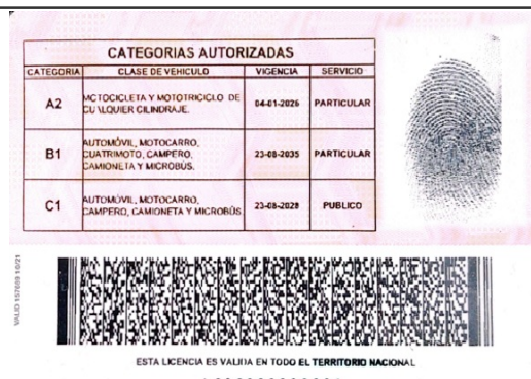 CATEGORIAS AUTORIZADAS
CATEGORIA CLASE DE VEHICULO VIGENCIA SERVICIO
A2 MOTOCICLETA Y MOTOTRICICLO DE CUALQUIER CILINDRAJE. 04-01-2026 PARTICULAR
B1 AUTOMÓVIL, MOTOCARRO, CUATRIMOTO, CAMPERO, CAMIONETA Y MICROBÚS. 23-08-2035 PARTICULAR
C1 AUTOMÓVIL, MOTOCARRO, CAMPERO, CAMIONETA Y MICROBÚS 23-08-2028 PUBLICO
ESTA LICENCIA ES VALIDA EN TODO EL TERRITORIO NACIONAL